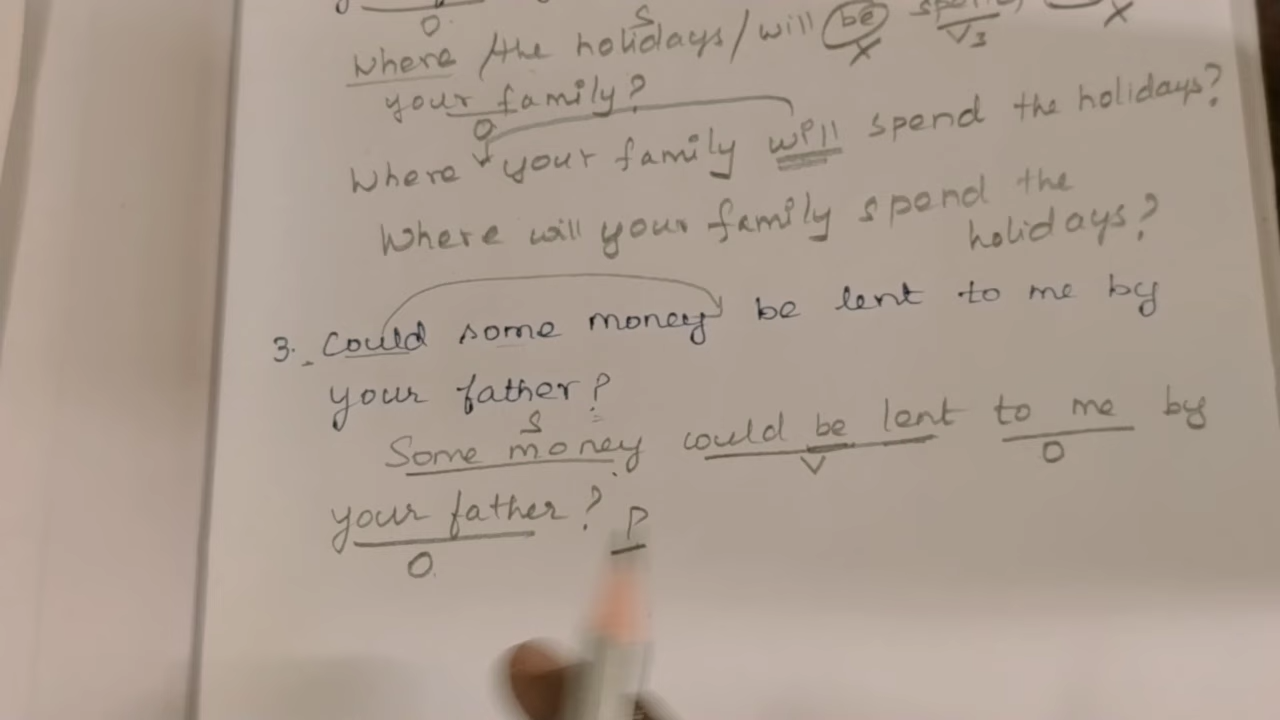 O
S
Where / the holidays / will be
X V3 X
your family?
O
Where your family will spend the holidays?
Where will your family spend the
holidays?
3. Could some money be lent to me by
your father?
S
Some money could be lent to me by
V O
your father? P
O